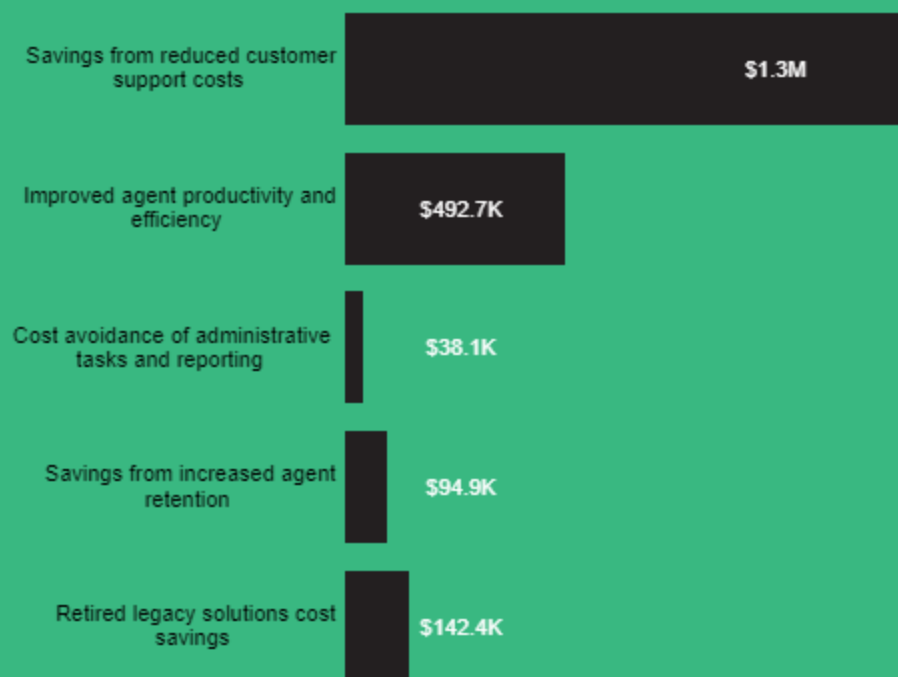 Savings from reduced customer
support costs
$1.3M
Improved agent productivity and
efficiency
$492.7K
Cost avoidance of administrative
tasks and reporting
$38.1K
Savings from increased agent
retention
$94.9K
Retired legacy solutions cost
savings
$142.4K